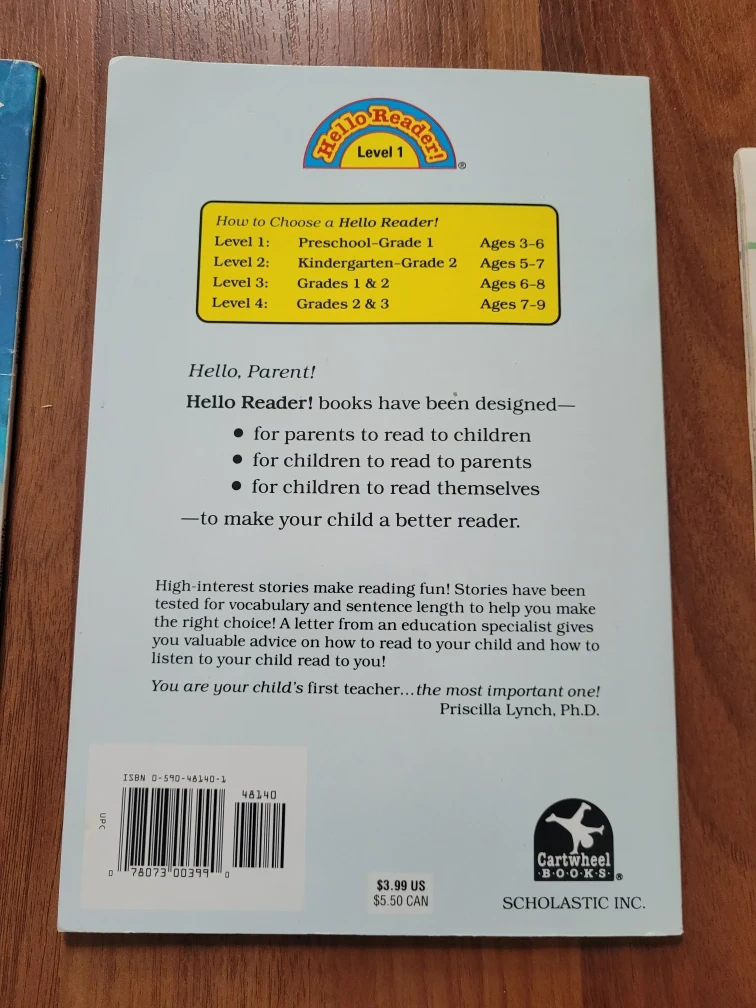 Hello Reader!
Level 1
®
How to Choose a Hello Reader!
Level 1: Preschool–Grade 1 Ages 3–6
Level 2: Kindergarten–Grade 2 Ages 5–7
Level 3: Grades 1 & 2 Ages 6–8
Level 4: Grades 2 & 3 Ages 7–9
Hello, Parent!
Hello Reader! books have been designed—
• for parents to read to children
• for children to read to parents
• for children to read themselves
—to make your child a better reader.
High-interest stories make reading fun! Stories have been
tested for vocabulary and sentence length to help you make
the right choice! A letter from an education specialist gives
you valuable advice on how to read to your child and how to
listen to your child read to you!
You are your child's first teacher...the most important one!
Priscilla Lynch, Ph.D.
ISBN 0-590-48140-1
48140
UPC
0 78073 00399 0
$3.99 US
$5.50 CAN
Cartwheel
·B·O·O·K·S· ®
SCHOLASTIC INC.